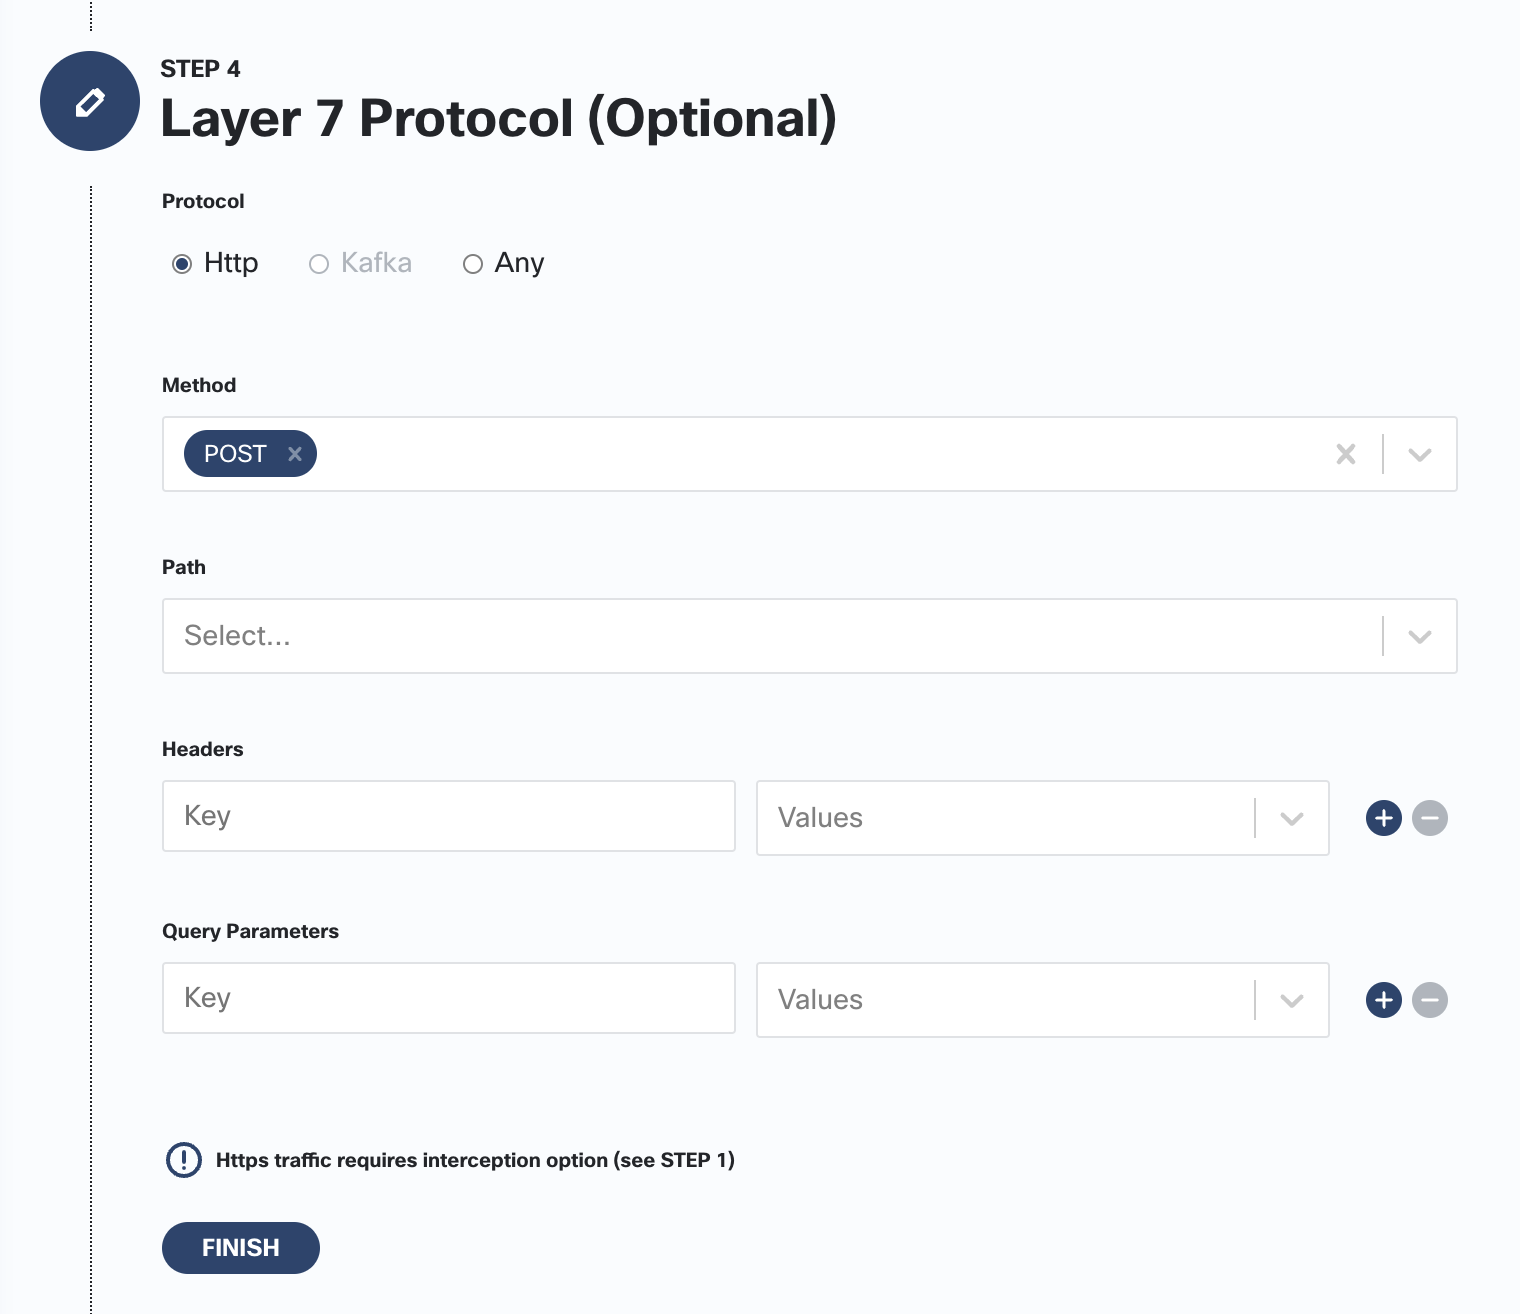 STEP 4
Layer 7 Protocol (Optional)
Protocol
Http Kafka Any
Method
POST
Path
Select...
Headers
Key Values
Query Parameters
Key Values
Https traffic requires interception option (see STEP 1)
FINISH